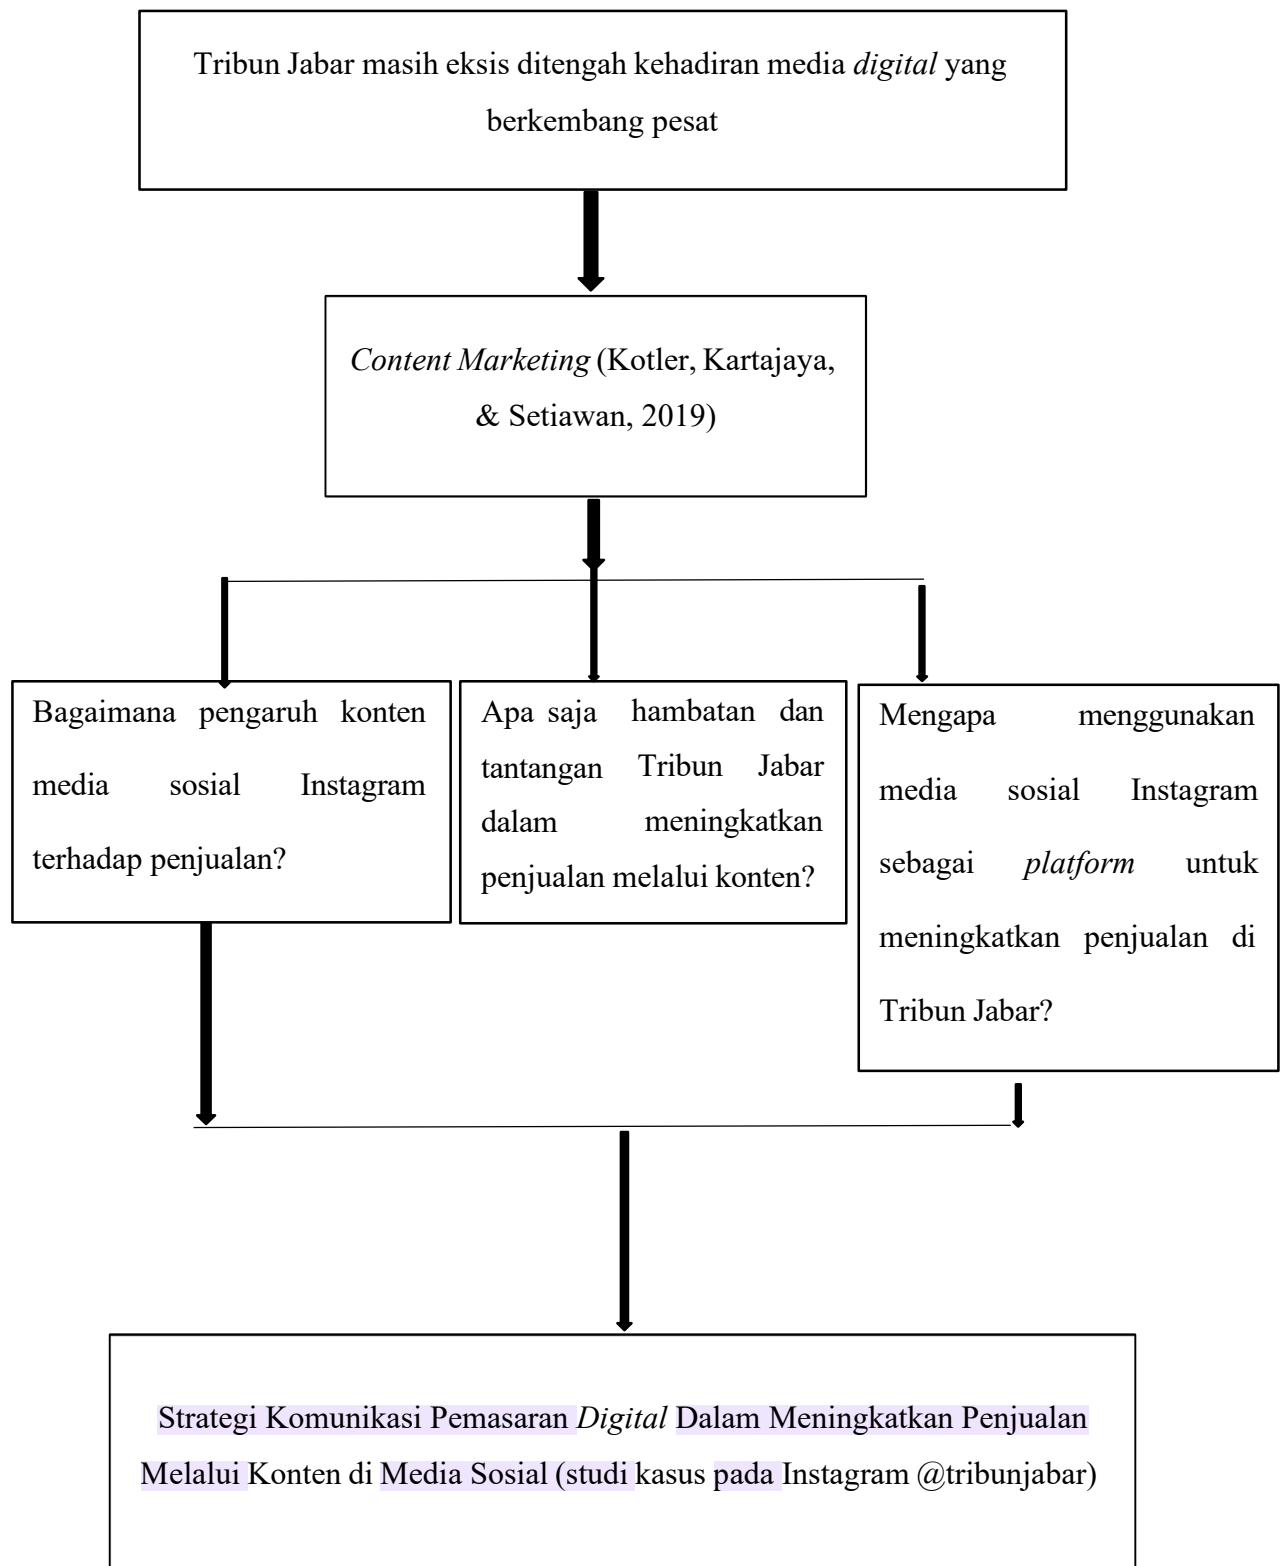 Tribun Jabar masih eksis ditengah kehadiran media digital yang
berkembang pesat
Content Marketing (Kotler, Kartajaya,
& Setiawan, 2019)
Bagaimana pengaruh konten
media sosial Instagram
terhadap penjualan?
Apa saja hambatan dan
tantangan Tribun Jabar
dalam meningkatkan
penjualan melalui konten?
Mengapa menggunakan
media sosial Instagram
sebagai platform untuk
meningkatkan penjualan di
Tribun Jabar?
Strategi Komunikasi Pemasaran Digital Dalam Meningkatkan Penjualan
Melalui Konten di Media Sosial (studi kasus pada Instagram @tribunjabar)